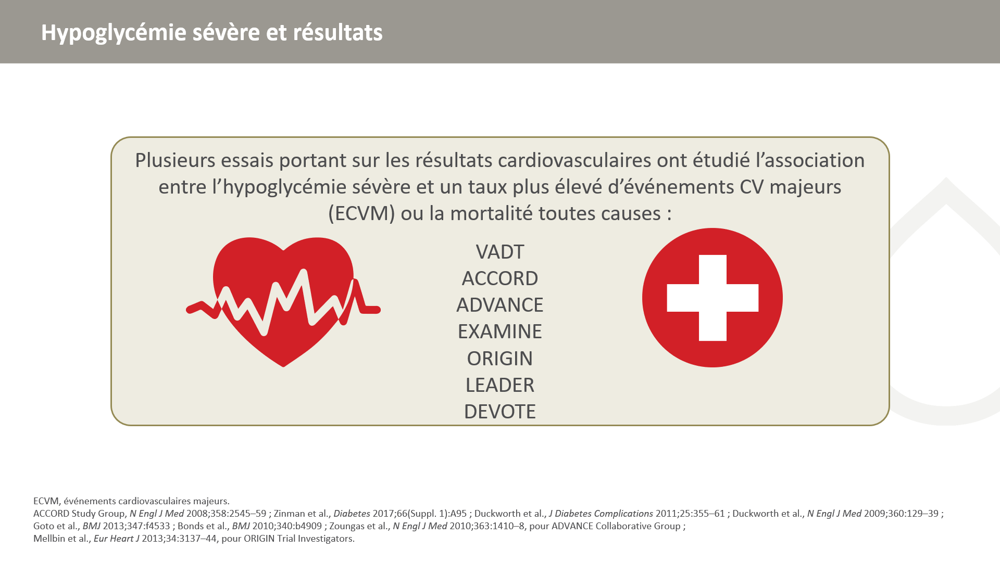 Hypoglycémie sévère et résultats
Plusieurs essais portant sur les résultats cardiovasculaires ont étudié l’association
entre l’hypoglycémie sévère et un taux plus élevé d’événements CV majeurs
(ECVM) ou la mortalité toutes causes :
VADT
ACCORD
ADVANCE
EXAMINE
ORIGIN
LEADER
DEVOTE
ECVM, événements cardiovasculaires majeurs.
ACCORD Study Group, N Engl J Med 2008;358:2545–59 ; Zinman et al., Diabetes 2017;66(Suppl. 1):A95 ; Duckworth et al., J Diabetes Complications 2011;25:355–61 ; Duckworth et al., N Engl J Med 2009;360:129–39 ;
Goto et al., BMJ 2013;347:f4533 ; Bonds et al., BMJ 2010;340:b4909 ; Zoungas et al., N Engl J Med 2010;363:1410–8, pour ADVANCE Collaborative Group ;
Mellbin et al., Eur Heart J 2013;34:3137–44, pour ORIGIN Trial Investigators.